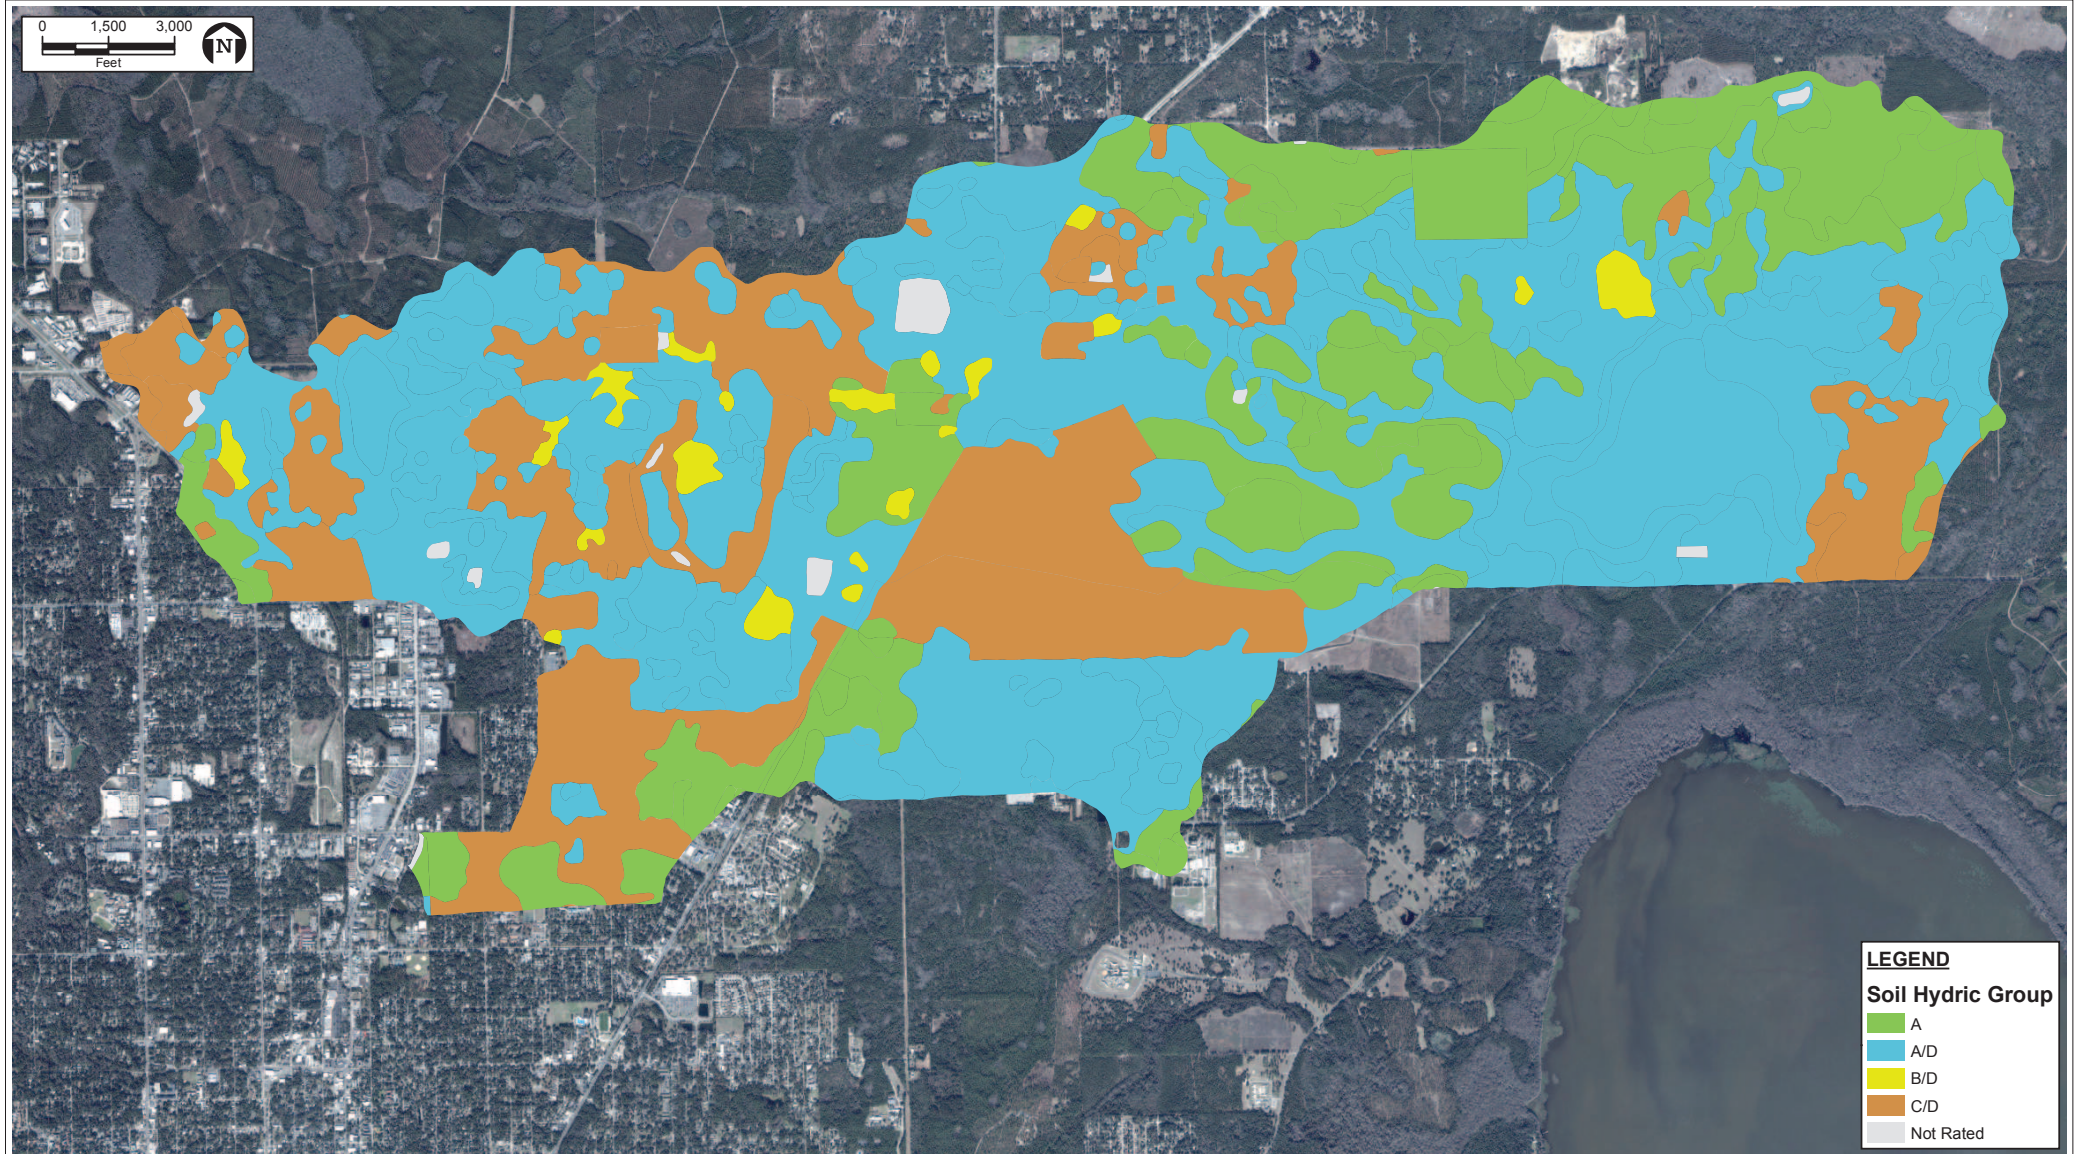 0 1,500 3,000
N
Feet
LEGEND
Soil Hydric Group
A
A/D
B/D
C/D
Not Rated